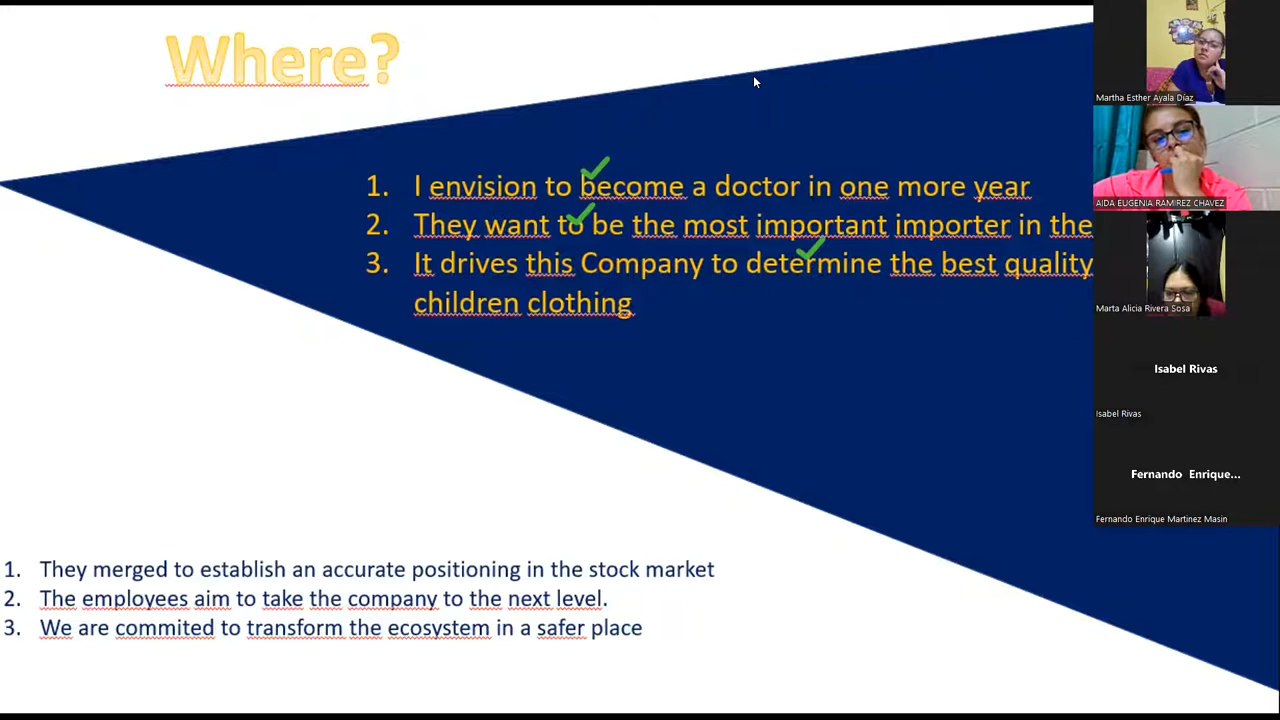 Where?
1. I envision to become a doctor in one more year
2. They want to be the most important importer in the
3. It drives this Company to determine the best quality
children clothing
1. They merged to establish an accurate positioning in the stock market
2. The employees aim to take the company to the next level.
3. We are commited to transform the ecosystem in a safer place
Martha Esther Ayala Díaz
AIDA EUGENIA RAMIREZ CHAVEZ
Marta Alicia Rivera Sosa
Isabel Rivas
Isabel Rivas
Fernando Enrique...
Fernando Enrique Martinez Masin